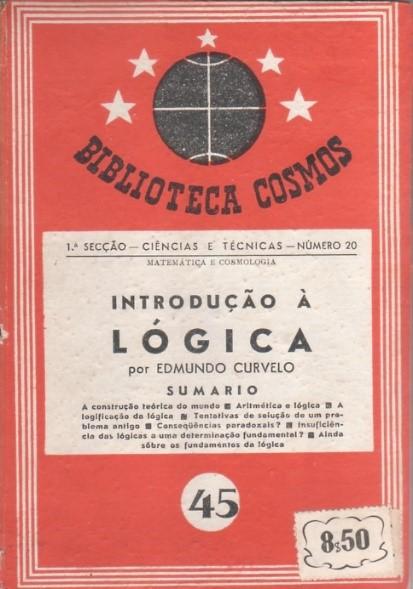 BIBLIOTECA COSMOS
1.ª SECÇÃO — CIÊNCIAS E TÉCNICAS — NÚMERO 20
MATEMÁTICA E COSMOLOGIA
INTRODUÇÃO À
LÓGICA
por EDMUNDO CURVELO
SUMARIO
A construção teórica do mundo ■ Aritmética e lógica ■ A
logificação da lógica ■ Tentativas de solução de um pro-
blema antigo ■ Conseqüências paradoxais? ■ Insuficiên-
cia das lógicas a uma determinação fundamental? ■ Ainda
sôbre os fundamentos da lógica
45
8$50